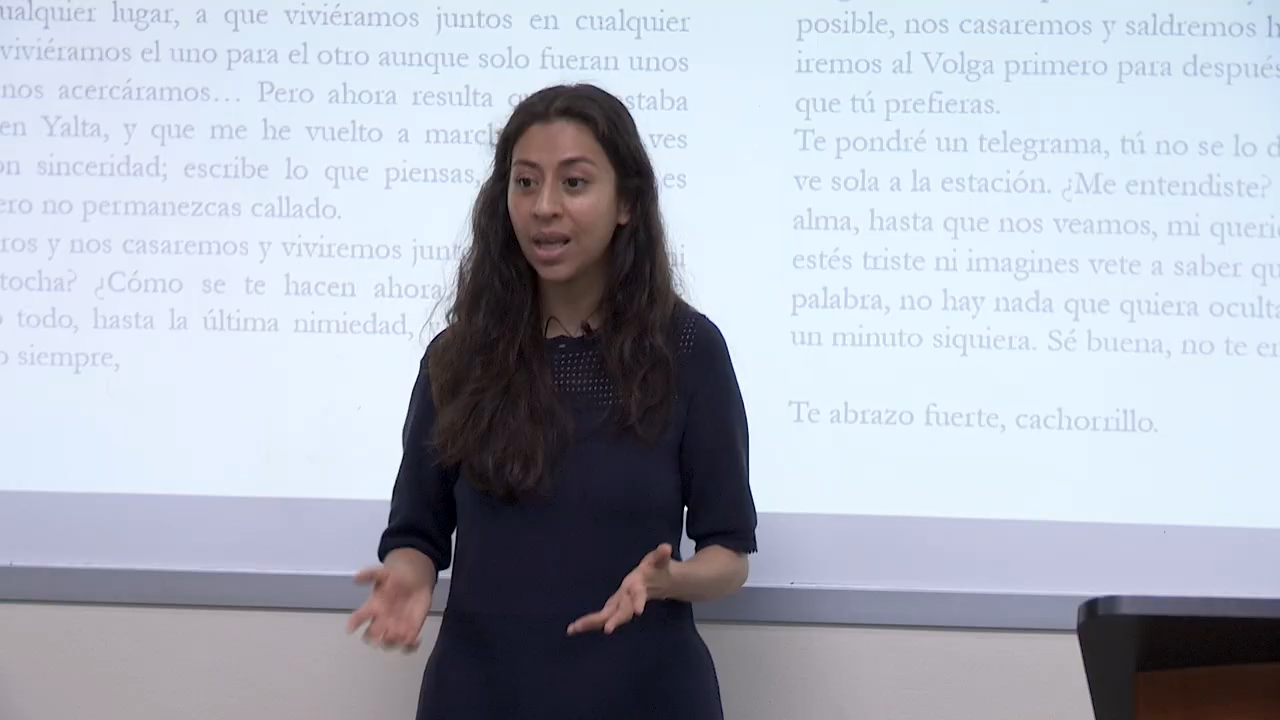 ualquier lugar, a que viviéramos juntos en cualquier
viviéramos el uno para el otro aunque solo fueran unos
nos acercáramos… Pero ahora resulta
en Yalta, y que me he vuelto a ves
on sinceridad; escribe lo que piensas, es
ero no permanezcas callado.
ros y nos casaremos y viviremos
tocha? ¿Cómo se te hacen ahora
todo, hasta la última nimiedad,
o siempre,
posible, nos casaremos y saldremos
iremos al Volga primero para después
que tú prefieras.
Te pondré un telegrama, tú no se lo
ve sola a la estación. ¿Me entendiste?
alma, hasta que nos veamos, mi
estés triste ni imagines vete a saber
palabra, no hay nada que quiera
un minuto siquiera. Sé buena, no te
Te abrazo fuerte, cachorrillo.